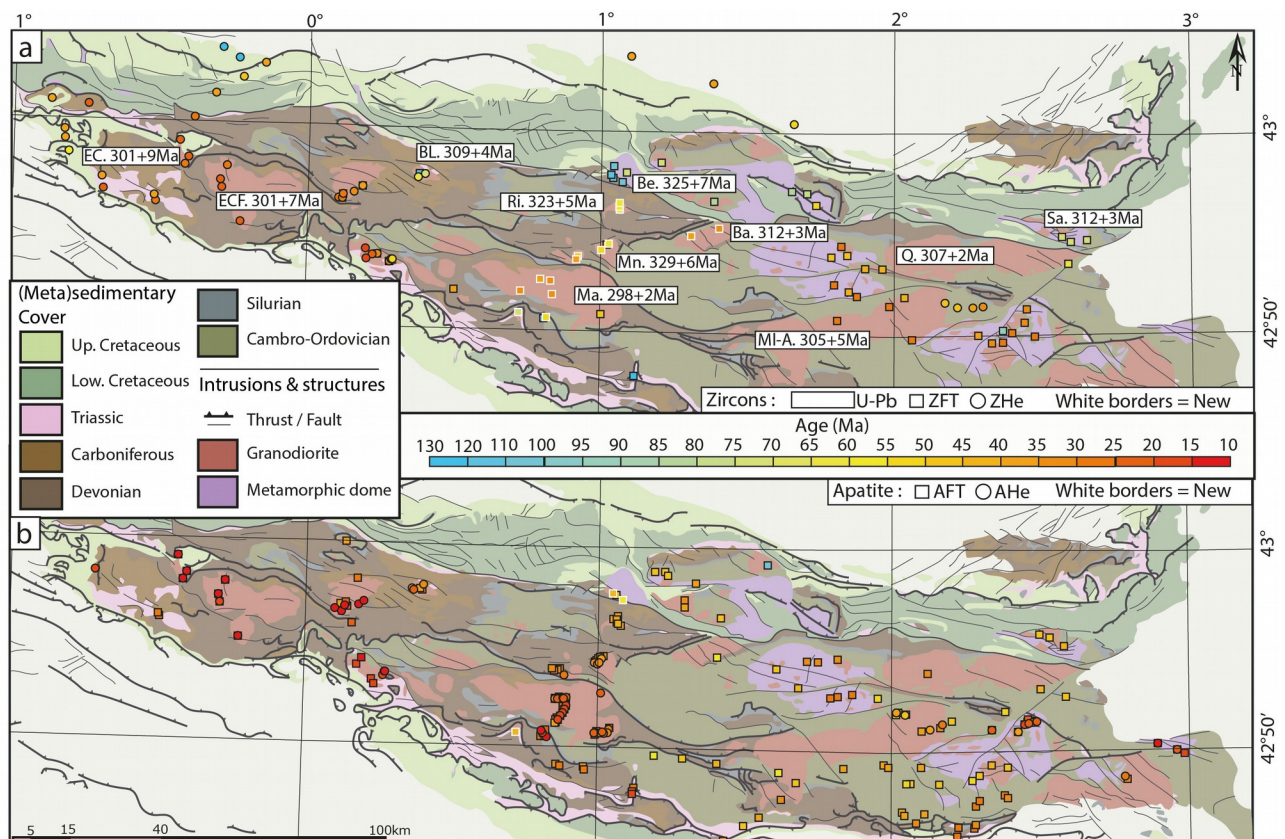 1° 0° 1° 2° 3°
a
N
43°
EC. 301+9Ma
BL. 309+4Ma
ECF. 301+7Ma
Ri. 323+5Ma
Be. 325+7Ma
Sa. 312+3Ma
Ba. 312+3Ma
Mn. 329+6Ma
Q. 307+2Ma
Ma. 298+2Ma
42°50'
Ml-A. 305+5Ma
(Meta)sedimentary
Cover
Up. Cretaceous
Low. Cretaceous
Triassic
Carboniferous
Devonian
Silurian
Cambro-Ordovician
Intrusions & structures
Thrust / Fault
Granodiorite
Metamorphic dome
Zircons : U-Pb ZFT ZHe White borders = New
Age (Ma)
130 120 110 100 95 90 85 80 75 70 65 60 55 50 45 40 35 30 25 20 15 10
Apatite : AFT AHe White borders = New
b
43°
42°50'
5 15 40 100km